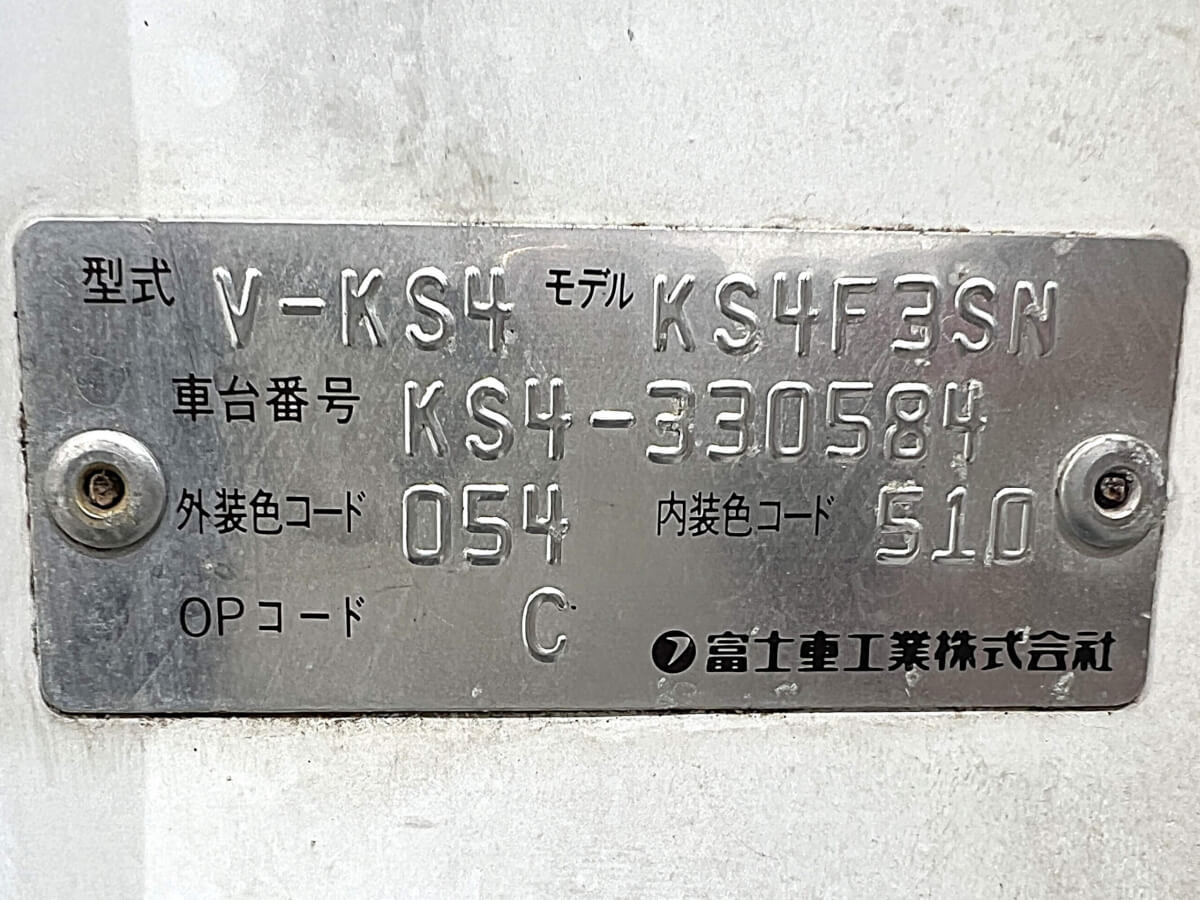 型式 V-KS4 モデル KS4F3SN
車台番号 KS4-330584
外装色コード 054 内装色コード 510
OPコード C
富士重工業株式会社